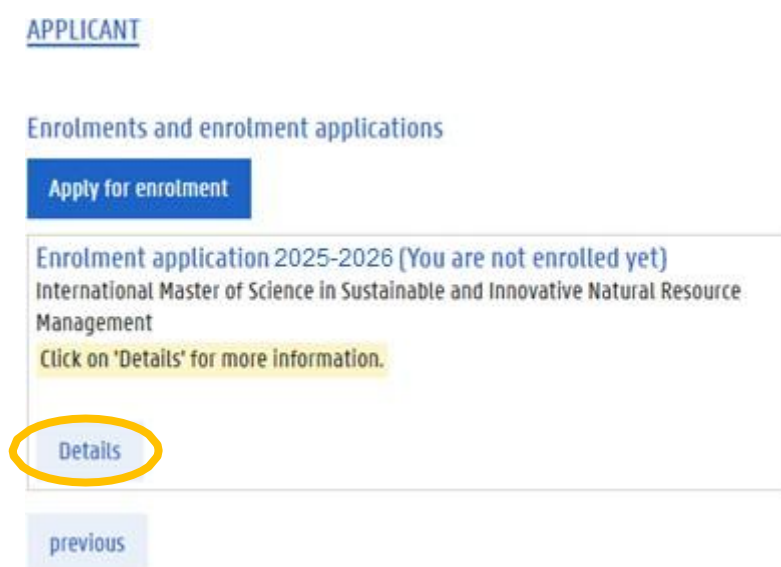 APPLICANT
Enrolments and enrolment applications
Apply for enrolment
Enrolment application 2025-2026 (You are not enrolled yet)
International Master of Science in Sustainable and Innovative Natural Resource
Management
Click on 'Details' for more information.
Details
previous